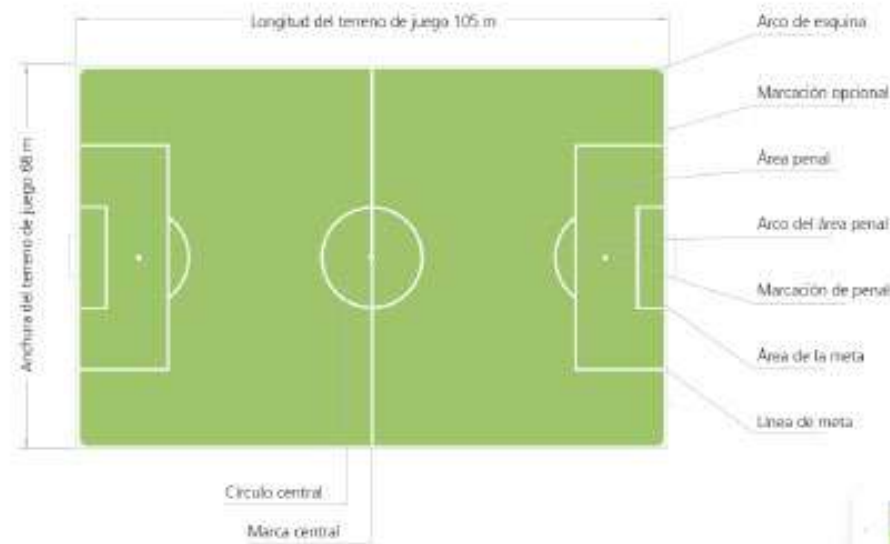 Longitud del terreno de juego 105 m
Arco de esquina
Marcación opcional
Área penal
Anchura del terreno de juego 68 m
Arco del área penal
Marcación de penal
Área de la meta
Línea de meta
Círculo central
Marca central